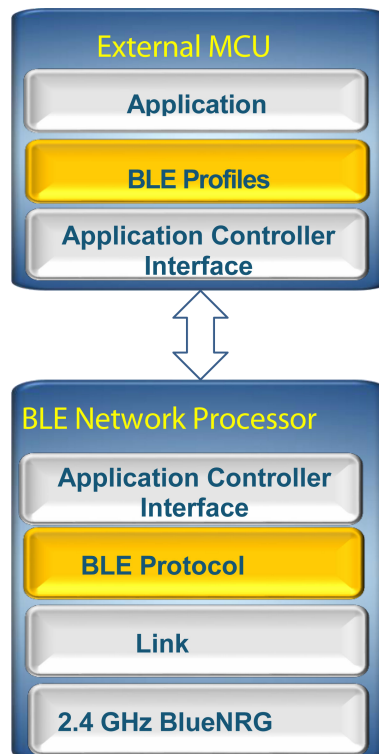 External MCU
Application
BLE Profiles
Application Controller
Interface
BLE Network Processor
Application Controller
Interface
BLE Protocol
Link
2.4 GHz BlueNRG